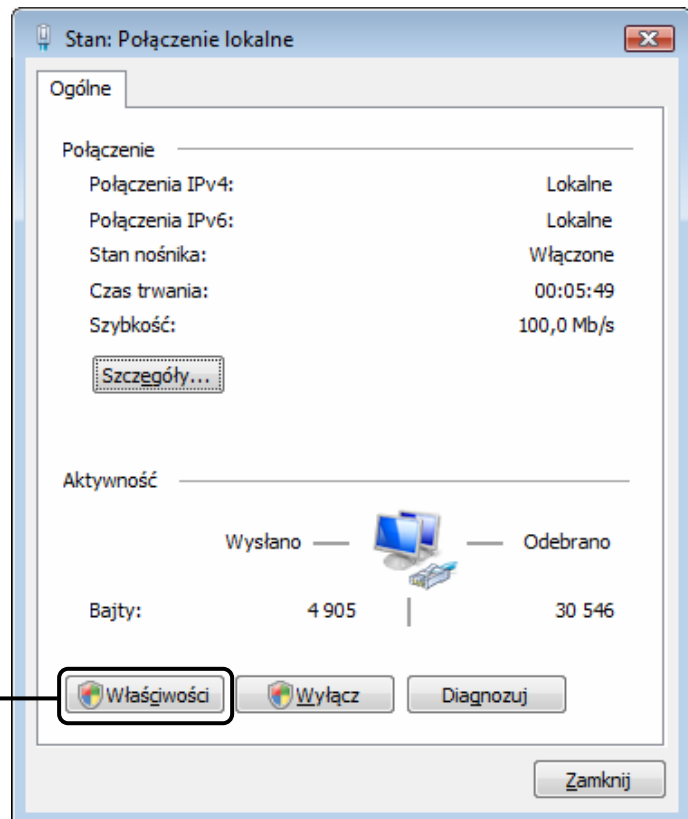 Stan: Połączenie lokalne
Ogólne
Połączenie
Połączenia IPv4: Lokalne
Połączenia IPv6: Lokalne
Stan nośnika: Włączone
Czas trwania: 00:05:49
Szybkość: 100,0 Mb/s
Szczegóły...
Aktywność
Wysłano Odebrano
Bajty: 4 905 30 546
Właściwości Wyłącz Diagnozuj
Zamknij